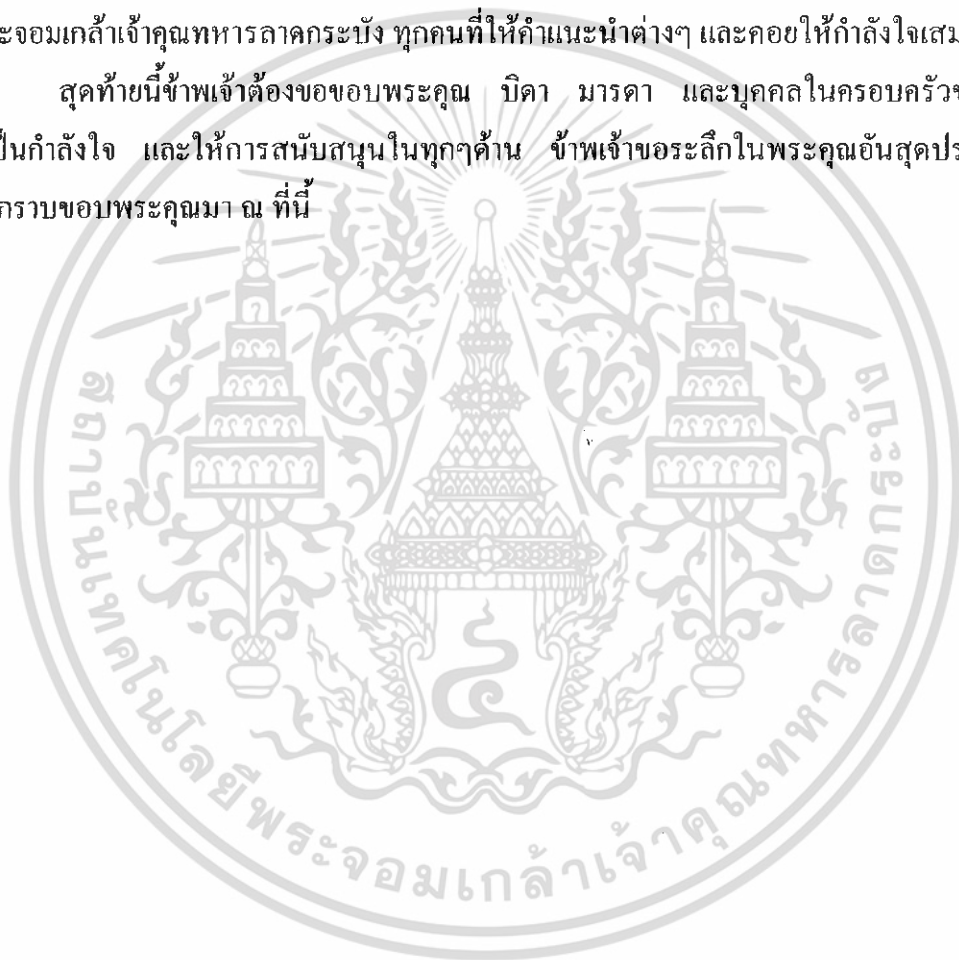 ะจอมเกล้าเจ้าคุณทหารลาดกระบัง ทุกคนที่ให้คำแนะนำต่างๆ และคอยให้กำลังใจเสม
สุดท้ายนี้ข้าพเจ้าต้องขอขอบพระคุณ บิดา มารดา และบุคคลในครอบครัวข
ป็นกำลังใจ และให้การสนับสนุนในทุกๆด้าน ข้าพเจ้าขอระลึกในพระคุณอันสุดปร
กราบขอบพระคุณมา ณ ที่นี้
สถาบันเทคโนโลยีพระจอมเกล้าเจ้าคุณทหารลาดกระบัง
๔